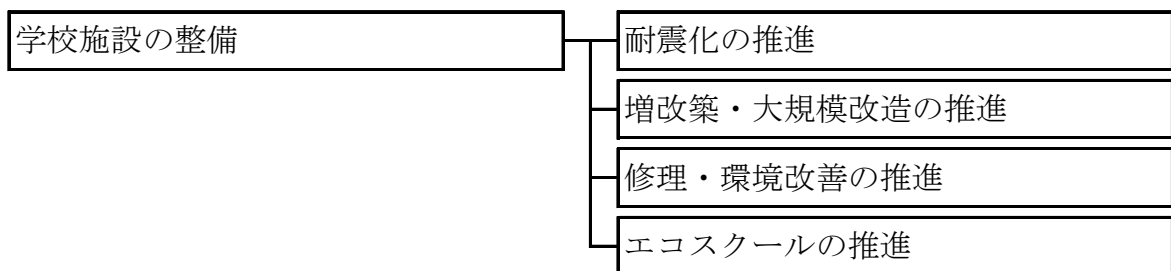 学校施設の整備
耐震化の推進
増改築・大規模改造の推進
修理・環境改善の推進
エコスクールの推進